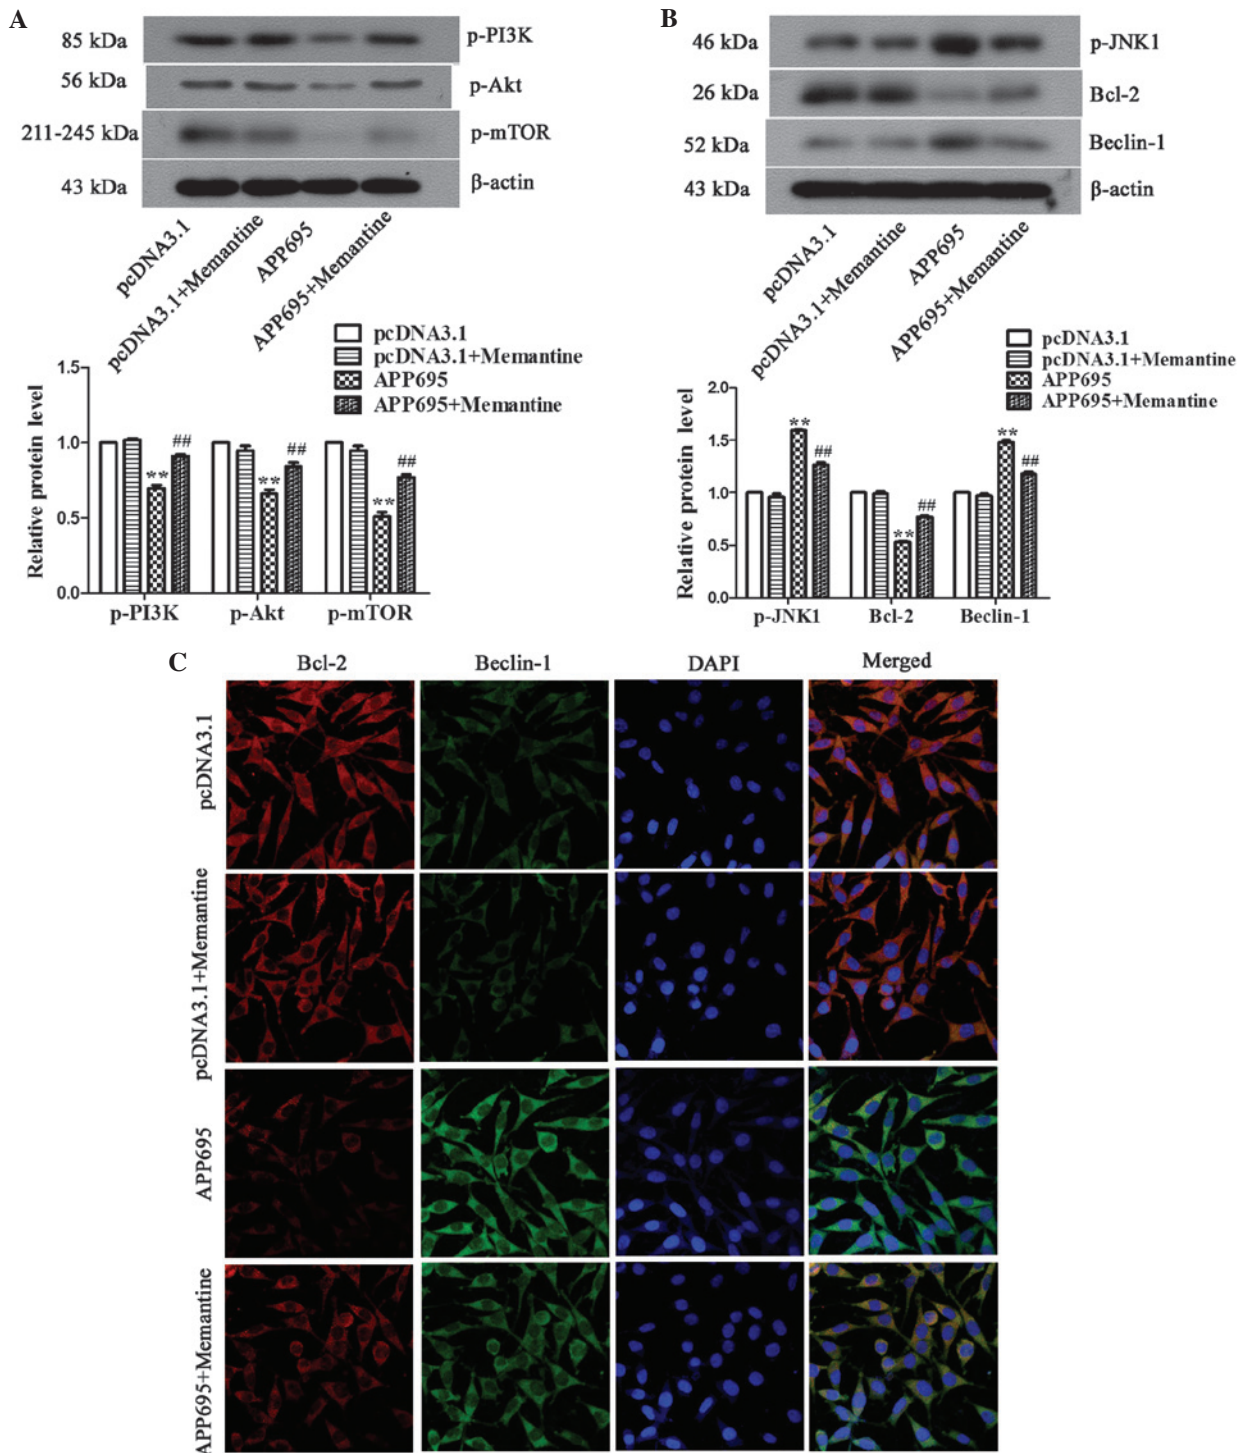 A
85 kDa
p-PI3K
56 kDa
p-Akt
211-245 kDa
p-mTOR
43 kDa
β-actin
pcDNA3.1
pcDNA3.1+Memantine
APP695
APP695+Memantine
pcDNA3.1
pcDNA3.1+Memantine
APP695
APP695+Memantine
Relative protein level
1.5
1.0
0.5
0.0
**
##
**
##
**
##
p-PI3K
p-Akt
p-mTOR
B
46 kDa
p-JNK1
26 kDa
Bcl-2
52 kDa
Beclin-1
43 kDa
β-actin
pcDNA3.1
pcDNA3.1+Memantine
APP695
APP695+Memantine
pcDNA3.1
pcDNA3.1+Memantine
APP695
APP695+Memantine
Relative protein level
2.0
1.5
1.0
0.5
0.0
**
##
**
##
**
##
p-JNK1
Bcl-2
Beclin-1
C
Bcl-2
Beclin-1
DAPI
Merged
pcDNA3.1
pcDNA3.1+Memantine
APP695
APP695+Memantine